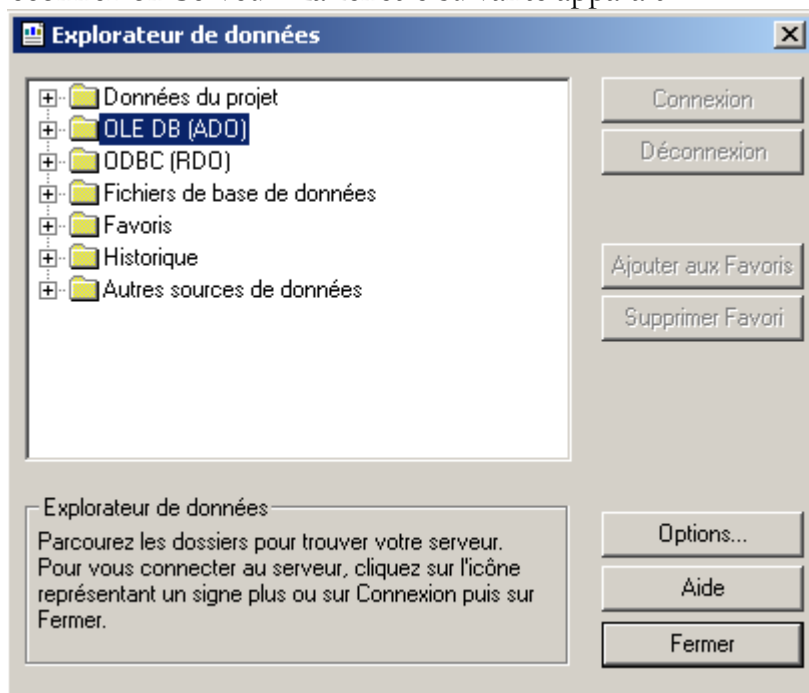 Explorateur de données
Données du projet
OLE DB (ADO)
ODBC (RDO)
Fichiers de base de données
Favoris
Historique
Autres sources de données
Connexion
Déconnexion
Ajouter aux Favoris
Supprimer Favori
Explorateur de données
Parcourez les dossiers pour trouver votre serveur.
Pour vous connecter au serveur, cliquez sur l'icône
représentant un signe plus ou sur Connexion puis sur
Fermer.
Options...
Aide
Fermer